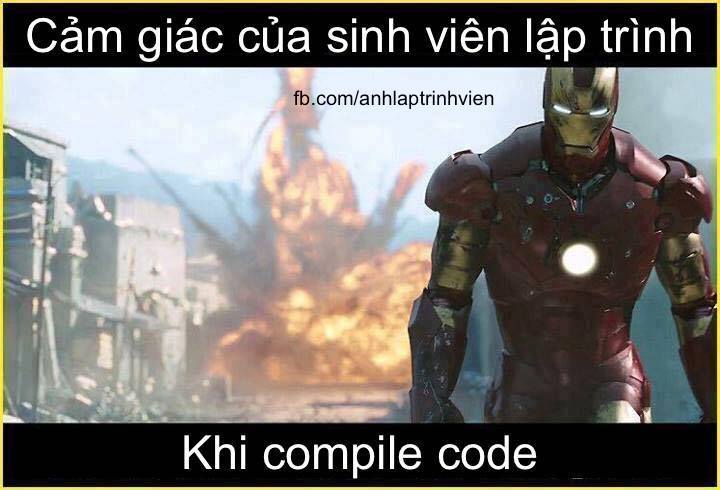 Cảm giác của sinh viên lập trình
fb.com/anhlaptrinhvien
Khi compile code